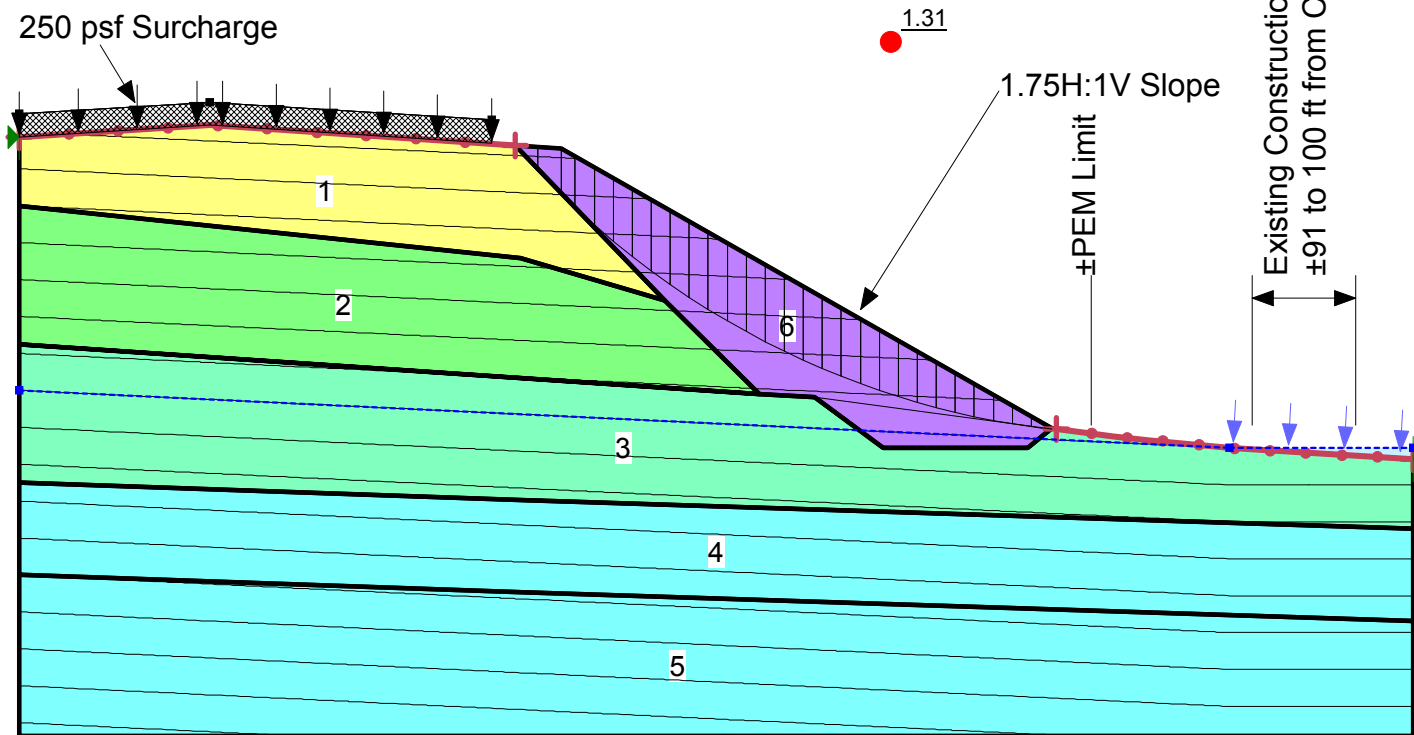 250 psf Surcharge
1.31
1.75H:1V Slope
±PEM Limit
Existing
±91 to 100 ft from
1
2
6
3
4
5